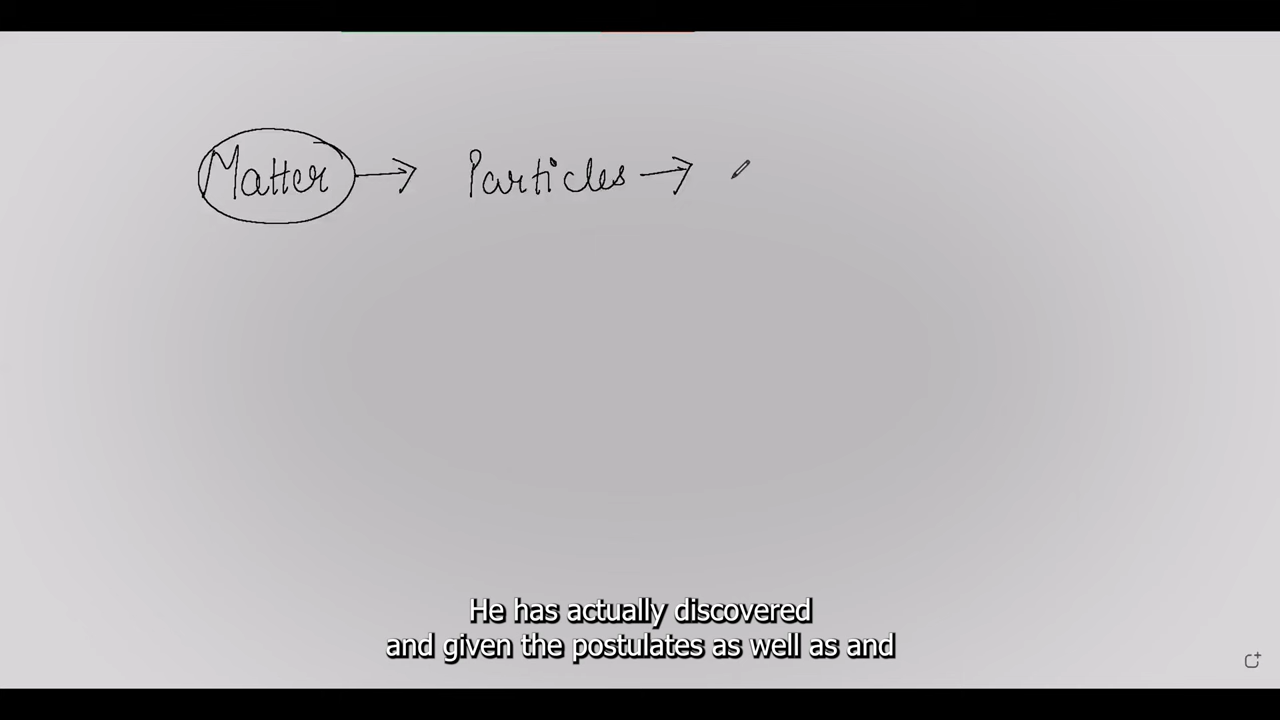 Matter → Particles →
He has actually discovered
and given the postulates as well as and